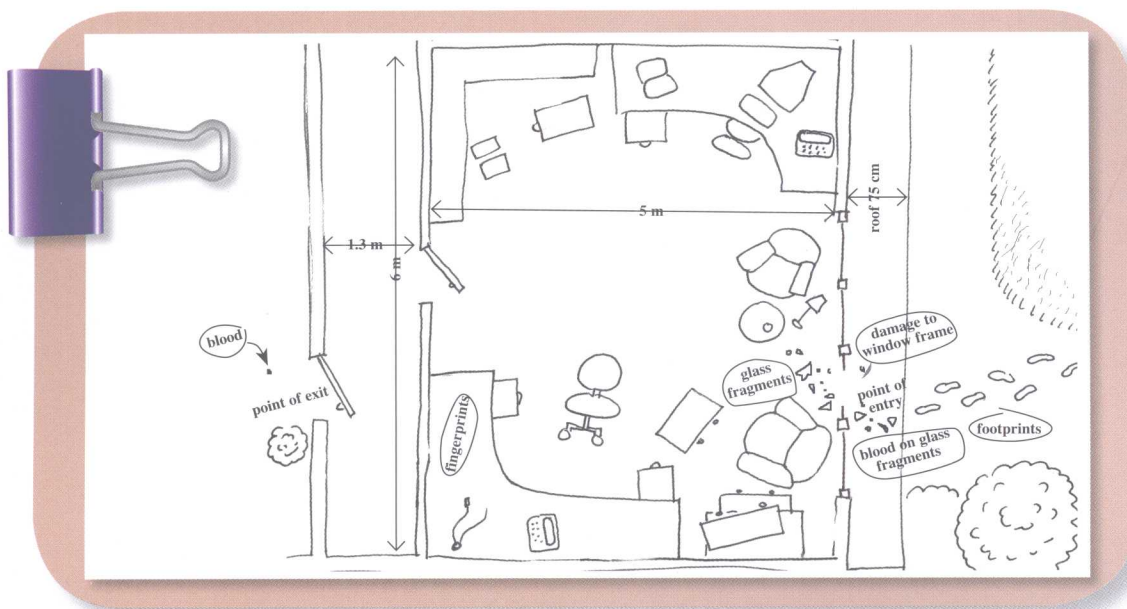 5 m
roof 75 cm
1.3 m
6 m
blood
point of exit
fingerprints
glass
fragments
damage to
window frame
point of
entry
blood on glass
fragments
footprints